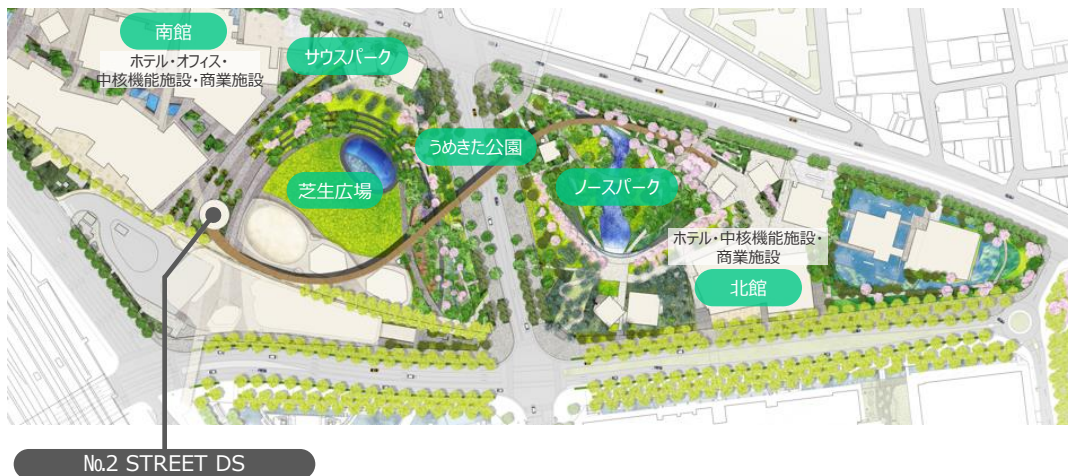 南館
ホテル・オフィス・
中核機能施設・商業施設
サウスパーク
うめきた公園
芝生広場
ノースパーク
ホテル・中核機能施設・
商業施設
北館
№2 STREET DS